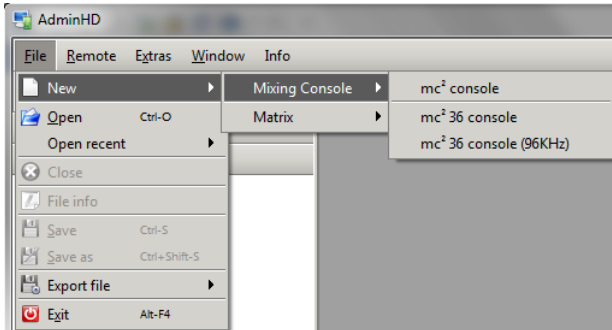 AdminHD
File Remote Extras Window Info
New Mixing Console mc² console
Open Ctrl-O Matrix mc² 36 console
Open recent mc² 36 console (96KHz)
Close
File info
Save Ctrl-S
Save as Ctrl+Shift-S
Export file
Exit Alt-F4